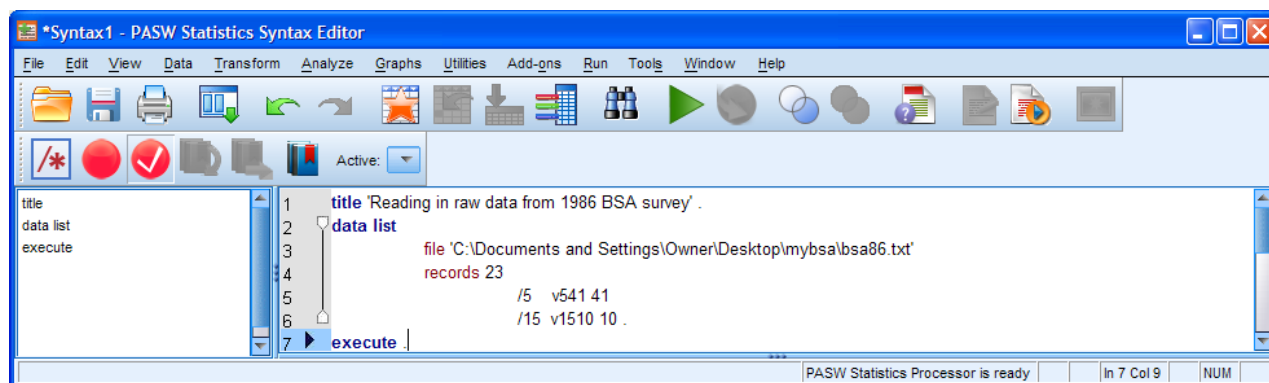 *Syntax1 - PASW Statistics Syntax Editor
File Edit View Data Transform Analyze Graphs Utilities Add-ons Run Tools Window Help
Active:
title
data list
execute
1 title 'Reading in raw data from 1986 BSA survey' .
2 data list
3 file 'C:\Documents and Settings\Owner\Desktop\mybsa\bsa86.txt'
4 records 23
5 /5 v541 41
6 /15 v1510 10 .
7 execute .
PASW Statistics Processor is ready In 7 Col 9 NUM